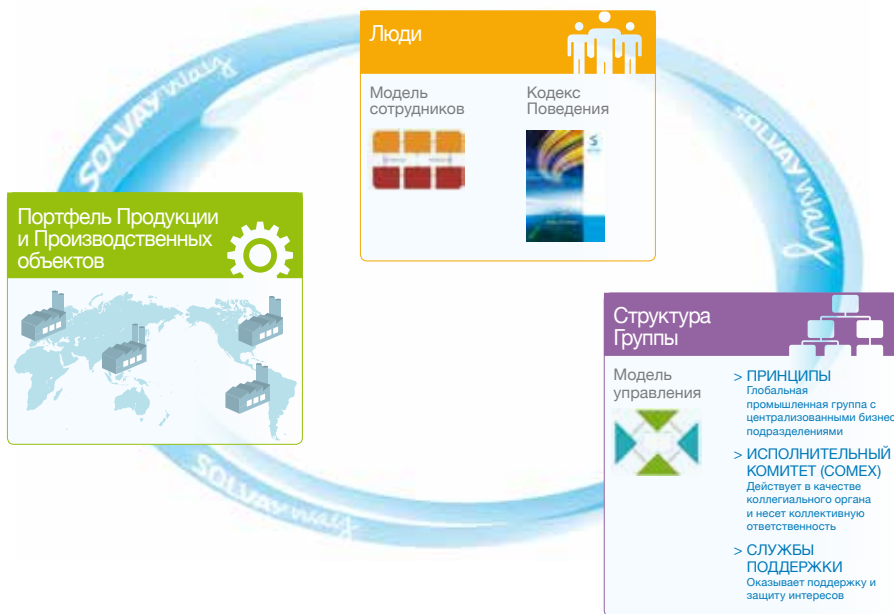 SOLVAY way
Люди
Модель
сотрудников
Кодекс
Поведения
SOLVAY way
Портфель Продукции
и Производственных
объектов
Структура
Группы
Модель
управления
> ПРИНЦИПЫ
Глобальная
промышленная группа с
централизованными бизнес
подразделениями
> ИСПОЛНИТЕЛЬНЫЙ
КОМИТЕТ (COMEX)
Действует в качестве
коллегиального органа
и несет коллективную
ответственность
> СЛУЖБЫ
ПОДДЕРЖКИ
Оказывает поддержку и
защиту интересов
SOLVAY way